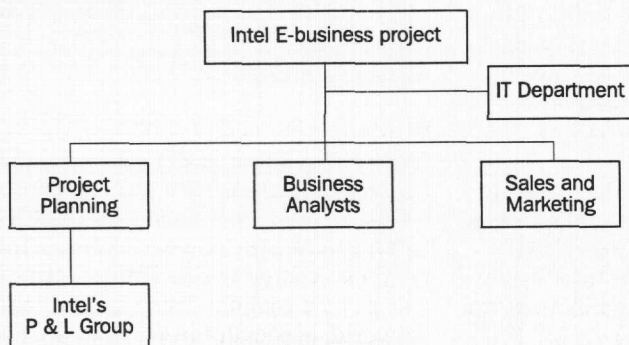 Intel E-business project
IT Department
Project
Planning
Business
Analysts
Sales and
Marketing
Intel's
P & L Group